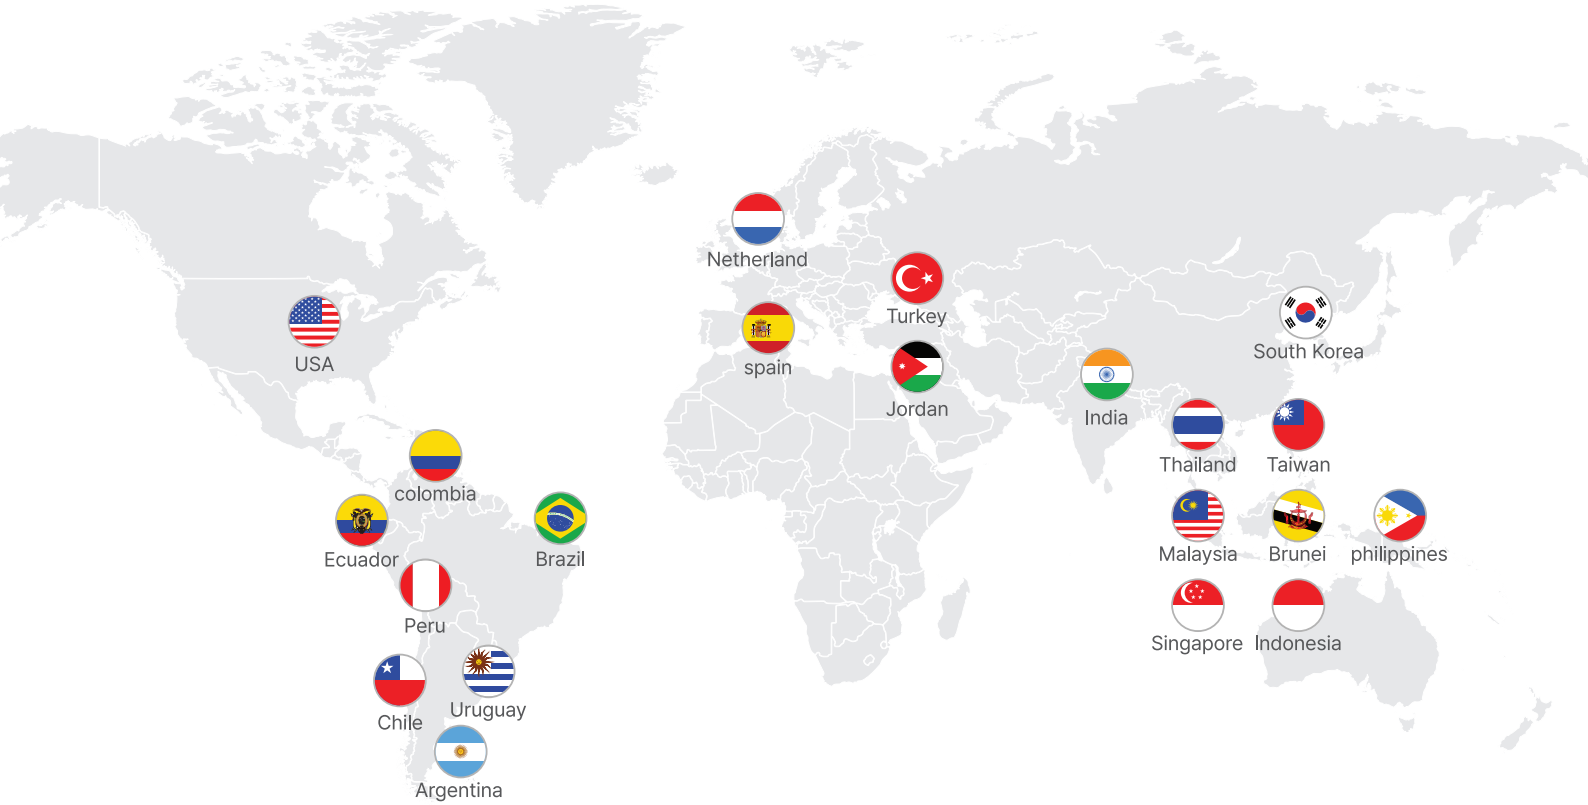 Netherland
Turkey
South Korea
USA
spain
Jordan
India
Thailand
Taiwan
colombia
Ecuador
Brazil
Malaysia
Brunei
philippines
Peru
Singapore
Indonesia
Uruguay
Chile
Argentina